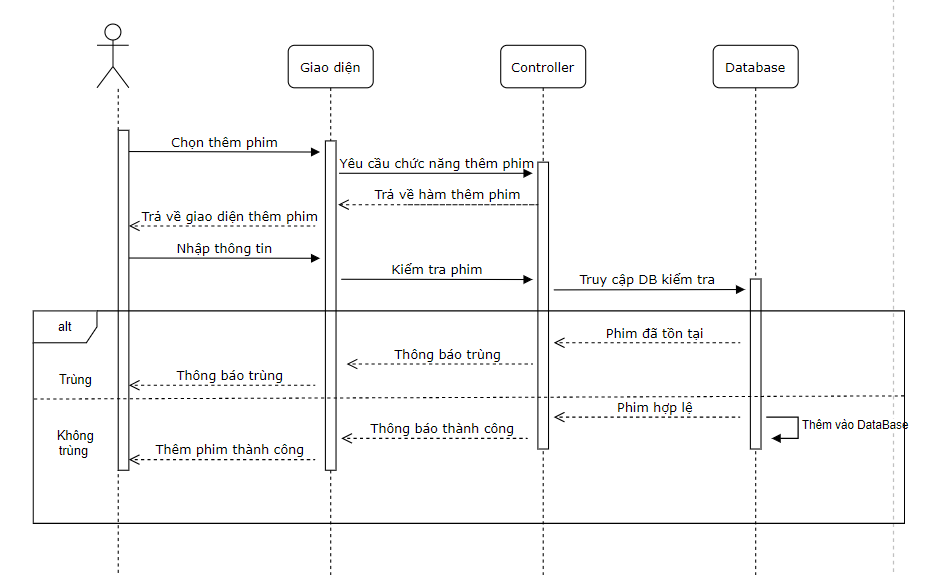 Giao diện
Controller
Database
Chọn thêm phim
Yêu cầu chức năng thêm phim
Trả về hàm thêm phim
Trả về giao diện thêm phim
Nhập thông tin
Kiểm tra phim
Truy cập DB kiểm tra
alt
Phim đã tồn tại
Thông báo trùng
Thông báo trùng
Trùng
Phim hợp lệ
Thêm vào DataBase
Thông báo thành công
Không
trùng
Thêm phim thành công